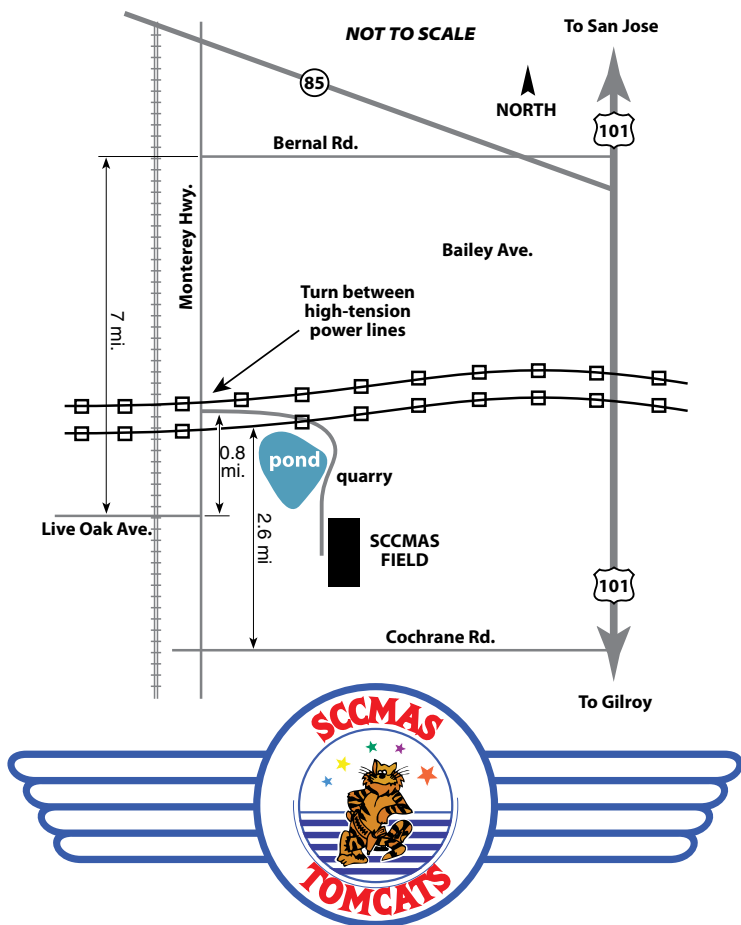 NOT TO SCALE
To San Jose
85
NORTH
101
Bernal Rd.
Monterey Hwy.
Bailey Ave.
7 mi.
Turn between
high-tension
power lines
0.8
mi.
pond
quarry
Live Oak Ave.
2.6 mi
SCCMAS
FIELD
101
Cochrane Rd.
To Gilroy
SCCMAS
TOMCATS